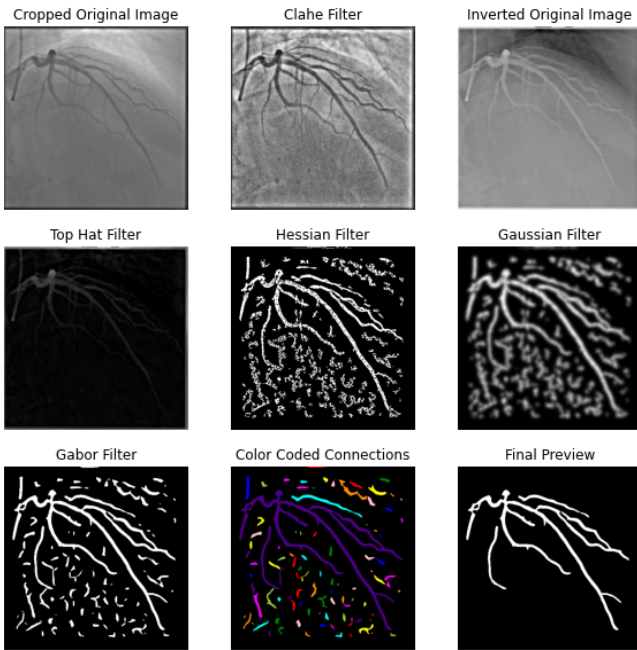 Cropped Original Image
Clahe Filter
Inverted Original Image
Top Hat Filter
Hessian Filter
Gaussian Filter
Gabor Filter
Color Coded Connections
Final Preview